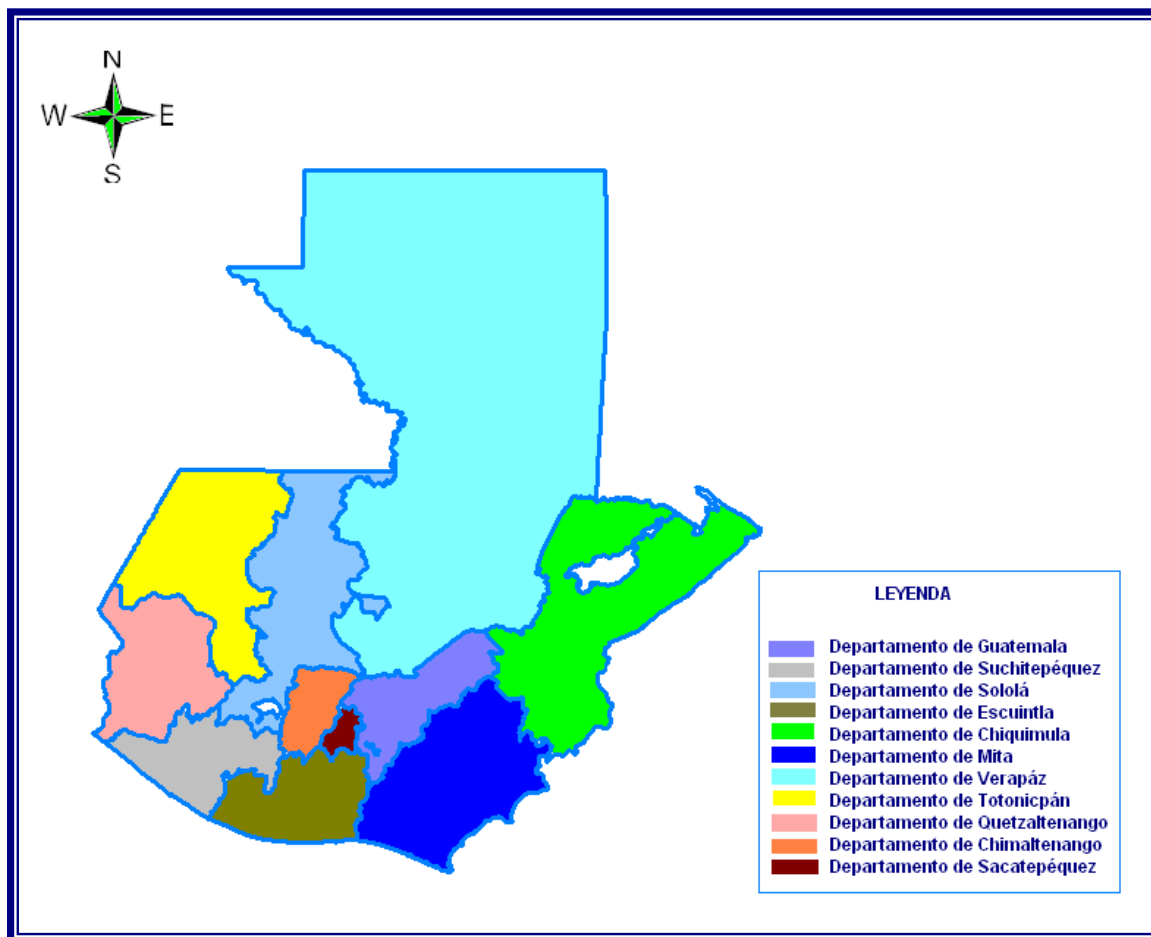 N
W E
S
LEYENDA
Departamento de Guatemala
Departamento de Suchitepéquez
Departamento de Sololá
Departamento de Escuintla
Departamento de Chiquimula
Departamento de Mita
Departamento de Verapáz
Departamento de Totonicpán
Departamento de Quetzaltenango
Departamento de Chimaltenango
Departamento de Sacatepéquez